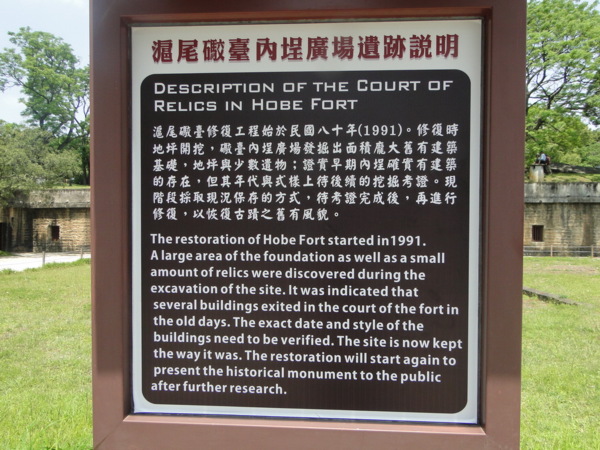 滬尾礮臺內埕廣場遺跡説明
DESCRIPTION OF THE COURT OF
RELICS IN HOBE FORT
滬尾礮臺修復工程始於民國八十年(1991)。修復時
地坪開挖，礮臺內埕廣場發掘出面積龐大舊有建築
基礎，地坪與少數遺物；證實早期內埕確實有建築
的存在，但其年代與式樣上待後續的挖掘考證。現
階段採取現況保存的方式，待考證完成後，再進行
修復，以恢復古蹟之舊有風貌。
The restoration of Hobe Fort started in1991.
A large area of the foundation as well as a small
amount of relics were discovered during the
excavation of the site. It was indicated that
several buildings exited in the court of the fort in
the old days. The exact date and style of the
buildings need to be verified. The site is now kept
the way it was. The restoration will start again to
present the historical monument to the public
after further research.